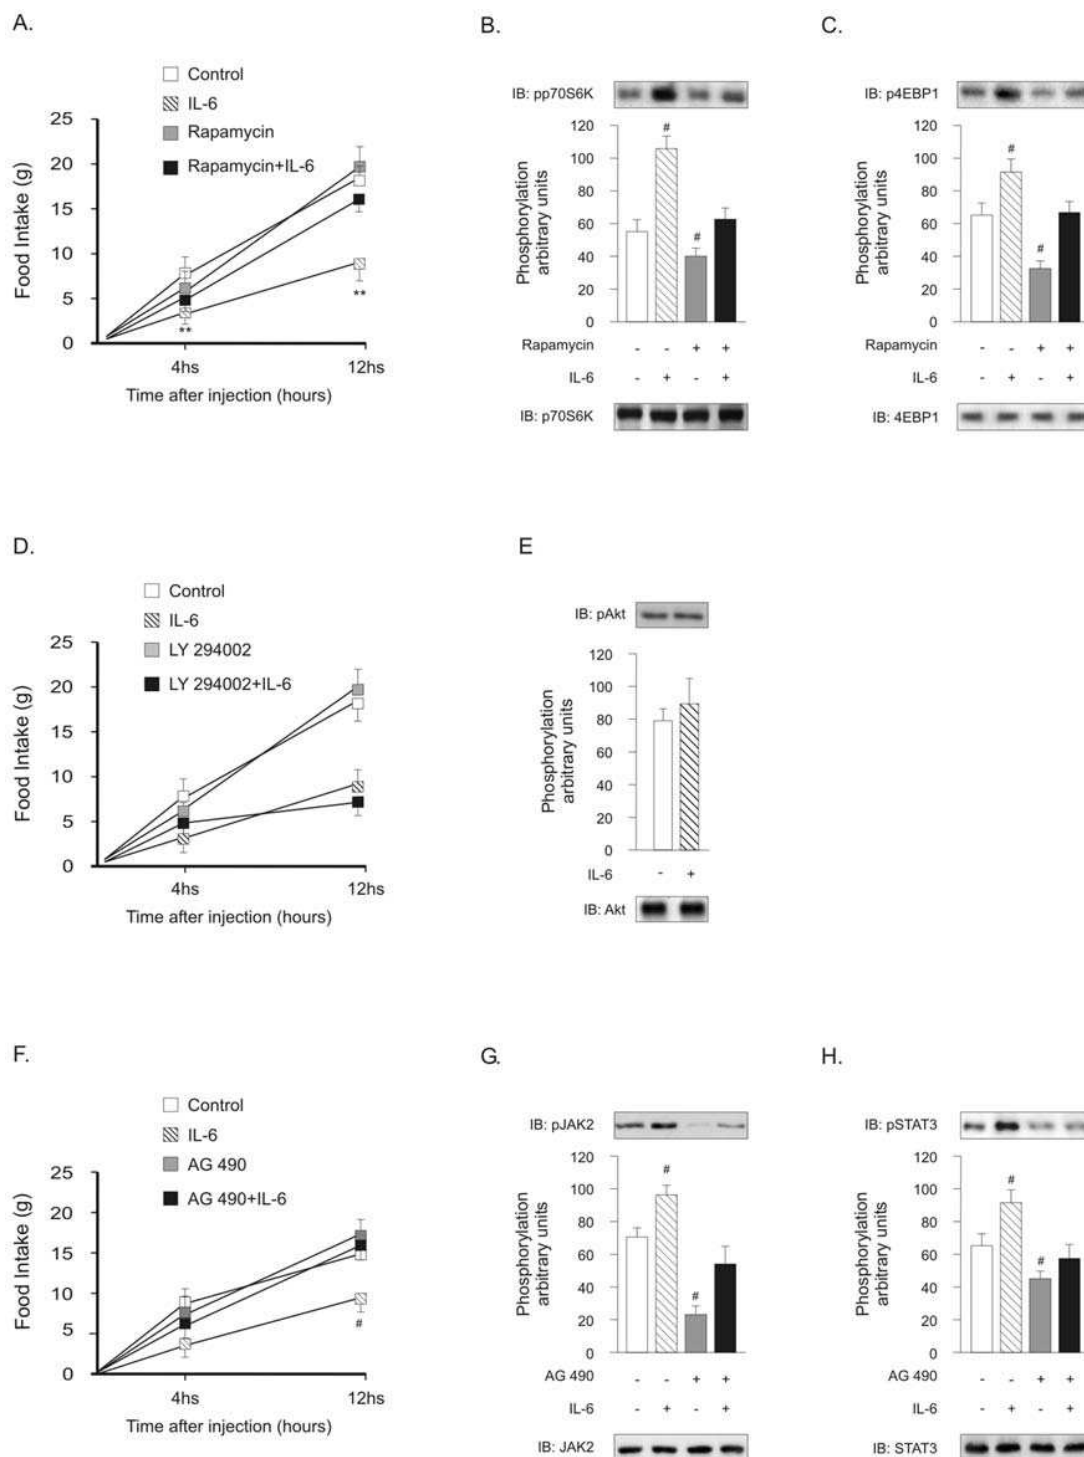 A.
Control
IL-6
Rapamycin
Rapamycin+IL-6
25
20
15
10
5
0
Food Intake (g)
**
**
4hs
12hs
Time after injection (hours)
B.
IB: pp70S6K
120
100
80
60
40
20
0
Phosphorylation
arbitrary units
#
#
Rapamycin - - + +
IL-6 - + - +
IB: p70S6K
C.
IB: p4EBP1
120
100
80
60
40
20
0
Phosphorylation
arbitrary units
#
#
Rapamycin - - + +
IL-6 - + - +
IB: 4EBP1
D.
Control
IL-6
LY 294002
LY 294002+IL-6
25
20
15
10
5
0
Food Intake (g)
4hs
12hs
Time after injection (hours)
E
IB: pAkt
120
100
80
60
40
20
0
Phosphorylation
arbitrary units
IL-6 - +
IB: Akt
F.
Control
IL-6
AG 490
AG 490+IL-6
25
20
15
10
5
0
Food Intake (g)
#
4hs
12hs
Time after injection (hours)
G.
IB: pJAK2
120
100
80
60
40
20
0
Phosphorylation
arbitrary units
#
#
AG 490 - - + +
IL-6 - + - +
IB: JAK2
H.
IB: pSTAT3
120
100
80
60
40
20
0
Phosphorylation
arbitrary units
#
#
AG 490 - - + +
IL-6 - + - +
IB: STAT3